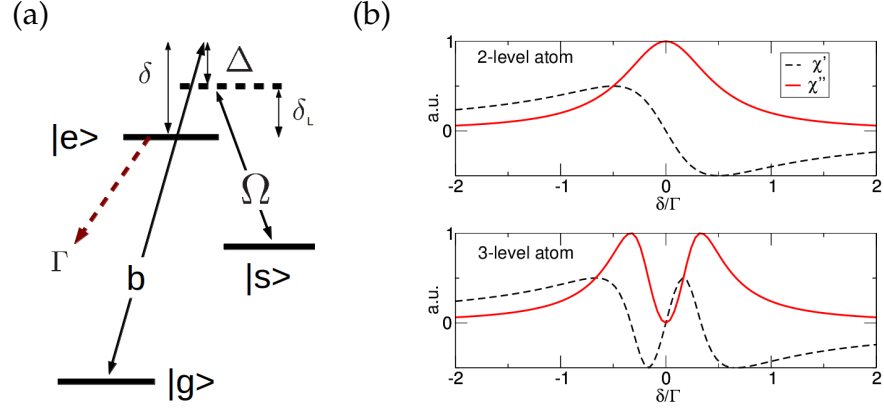 (a)
δ
Δ
δL
|e>
Ω
Γ
b
|s>
|g>
(b)
2-level atom
χ'
χ''
a.u.
1
0
-2 -1 0 1 2
δ/Γ
3-level atom
a.u.
1
0
-2 -1 0 1 2
δ/Γ